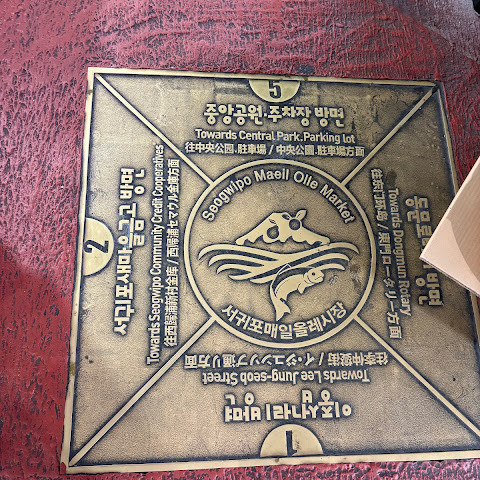 5
중앙공원·주차장 방면
Towards Central Park.Parking lot
往中央公园.駐車場 / 中央公園.駐車場方面
2
서귀포새마을금고 방면
Towards Seogwipo Community Credit Cooperatives
往西歸浦新村金库 / 西帰浦セマウル金庫方面
Seogwipo Maeil Olle Market
서귀포매일올레시장
동문로 방면
Towards Dongmun Rotary
往东门环岛 / 東門ロータリー方面
이중섭거리 방면
Towards Lee Jung-seob Street
往李仲燮街 / イ・ジュンソプ通り方面
1